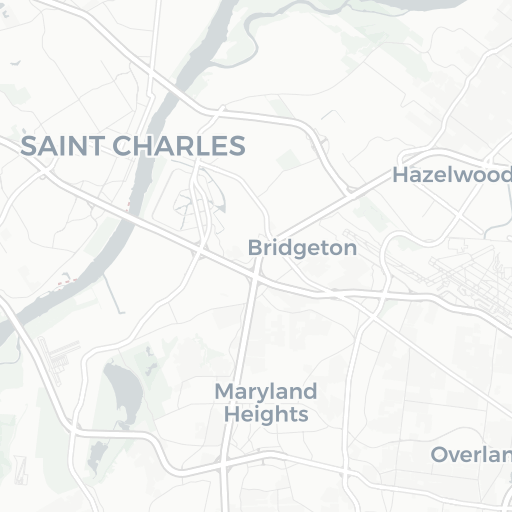 SAINT CHARLES
Hazelwood
Bridgeton
Maryland
Heights
Overlan